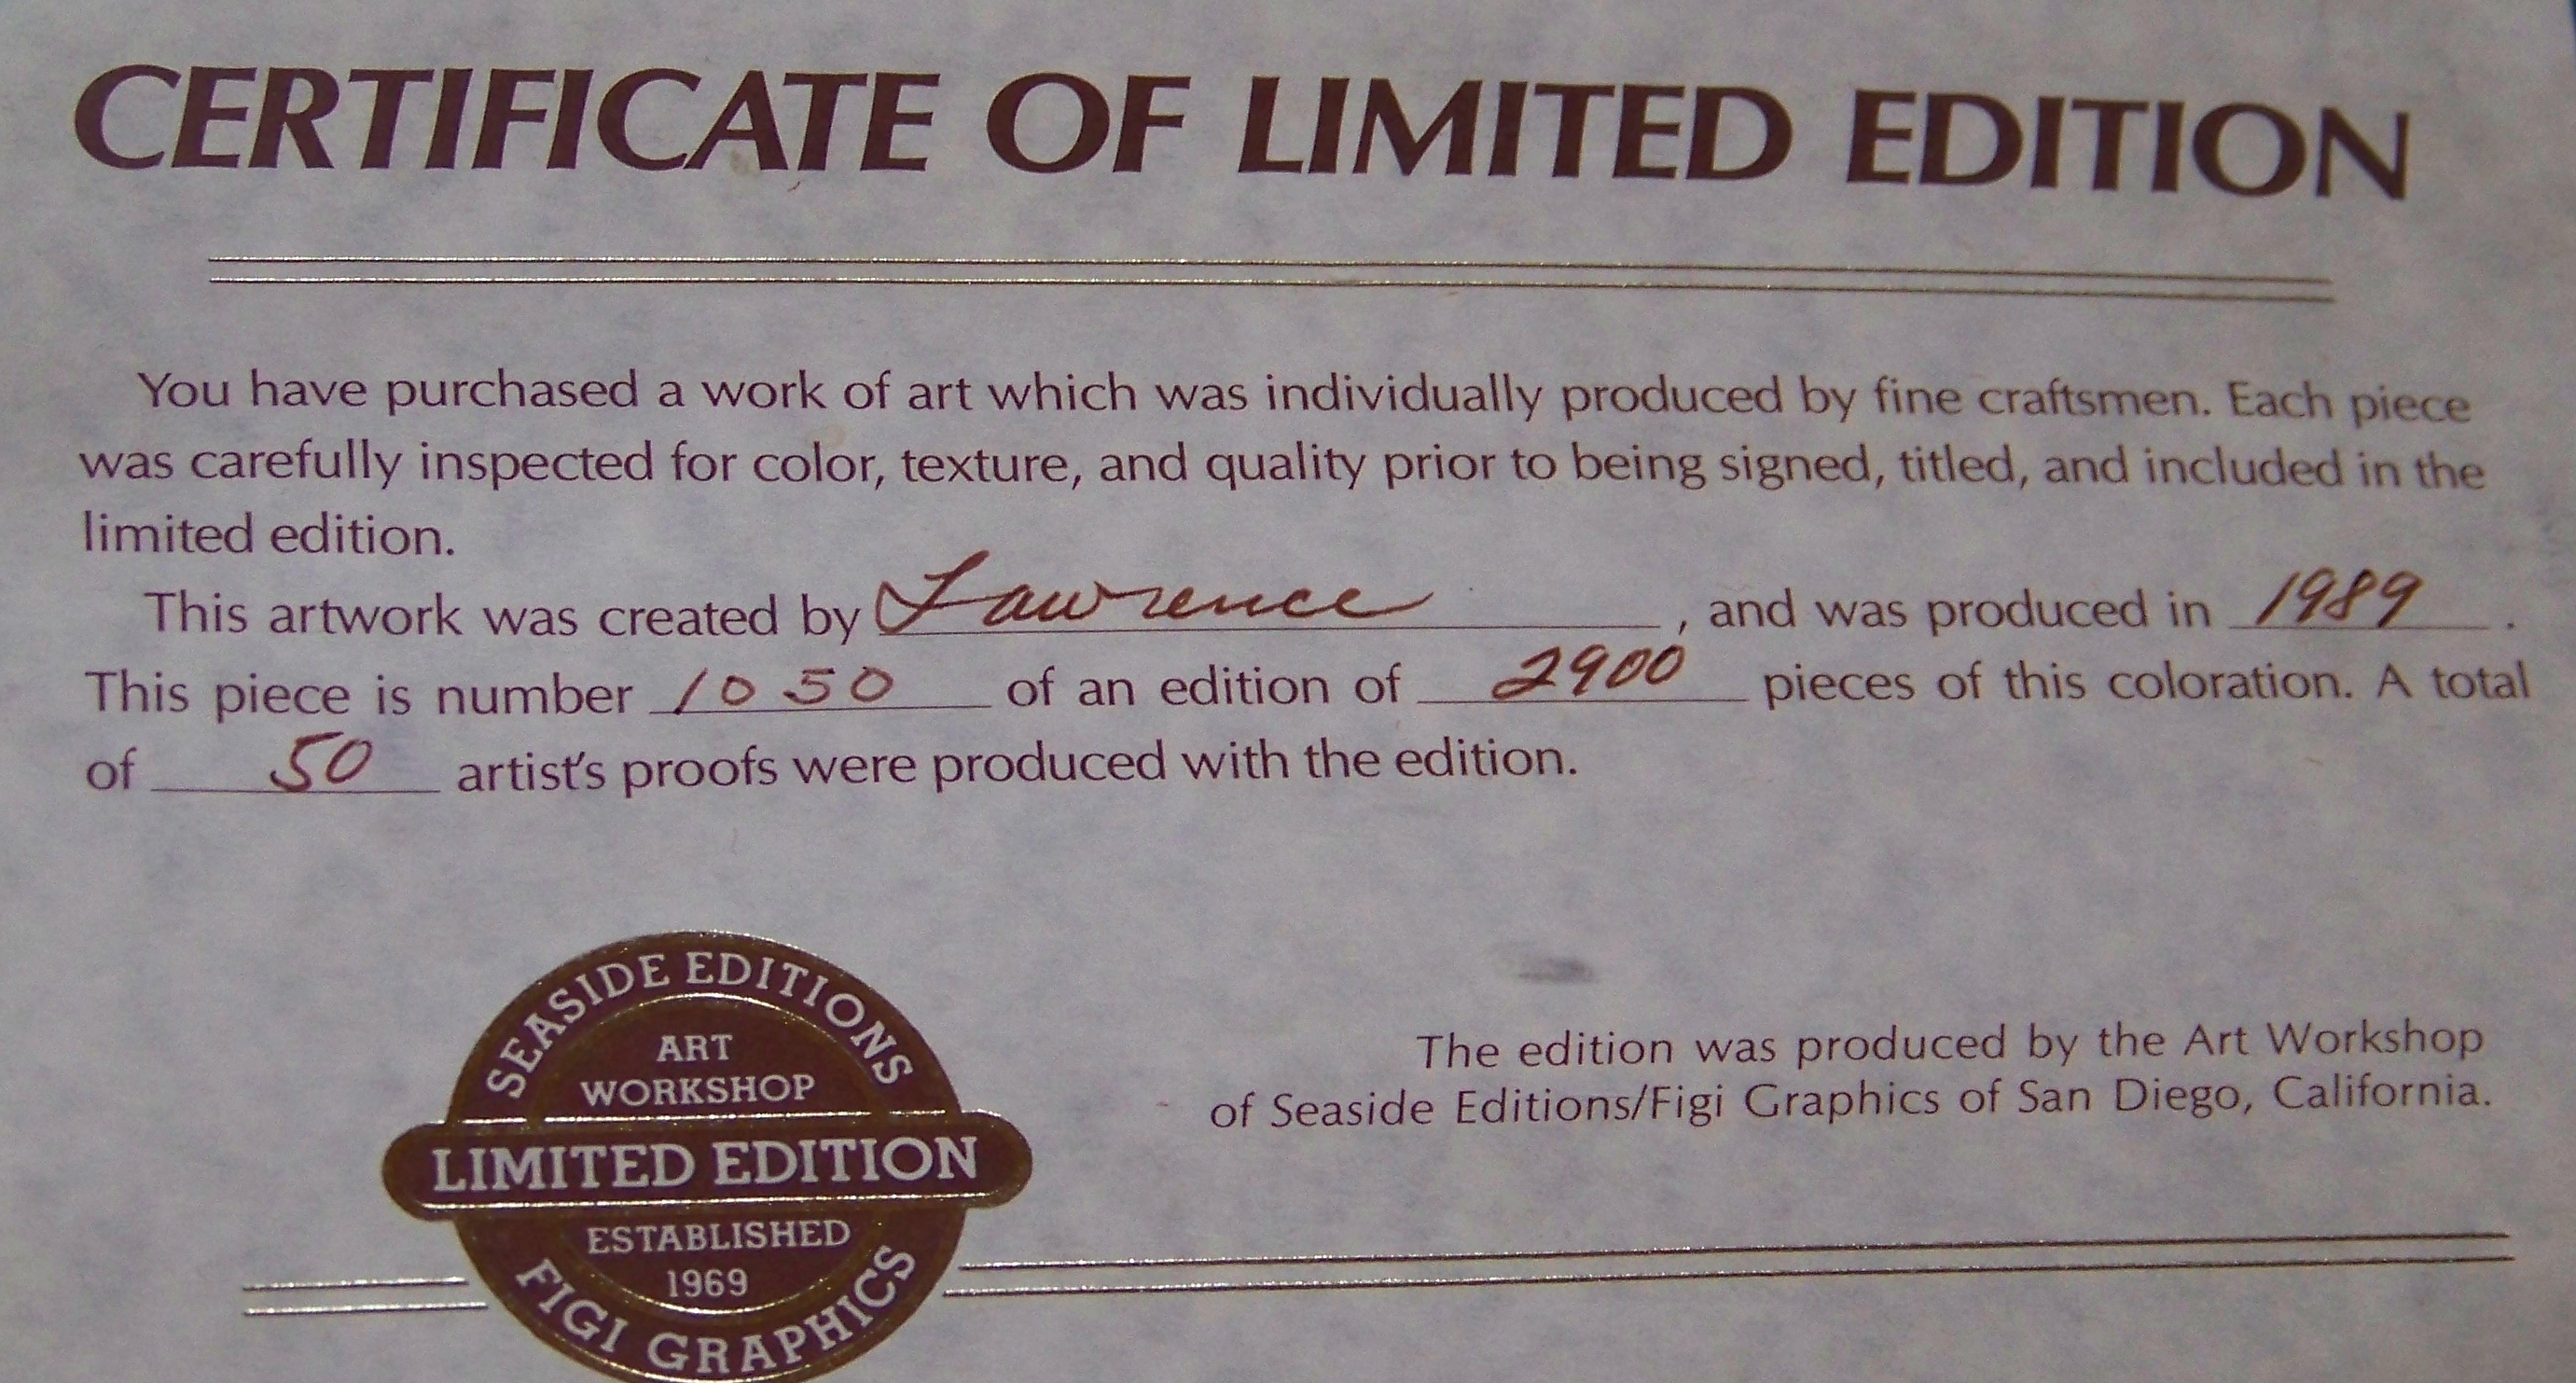 CERTIFICATE OF LIMITED EDITION
You have purchased a work of art which was individually produced by fine craftsmen. Each piece
was carefully inspected for color, texture, and quality prior to being signed, titled, and included in the
limited edition.
This artwork was created by Lawrence, and was produced in 1989.
This piece is number 1050 of an edition of 2900 pieces of this coloration. A total
of 50 artist's proofs were produced with the edition.
SEASIDE EDITIONS
ART
WORKSHOP
LIMITED EDITION
ESTABLISHED
1969
FIGI GRAPHICS
The edition was produced by the Art Workshop
of Seaside Editions/Figi Graphics of San Diego, California.